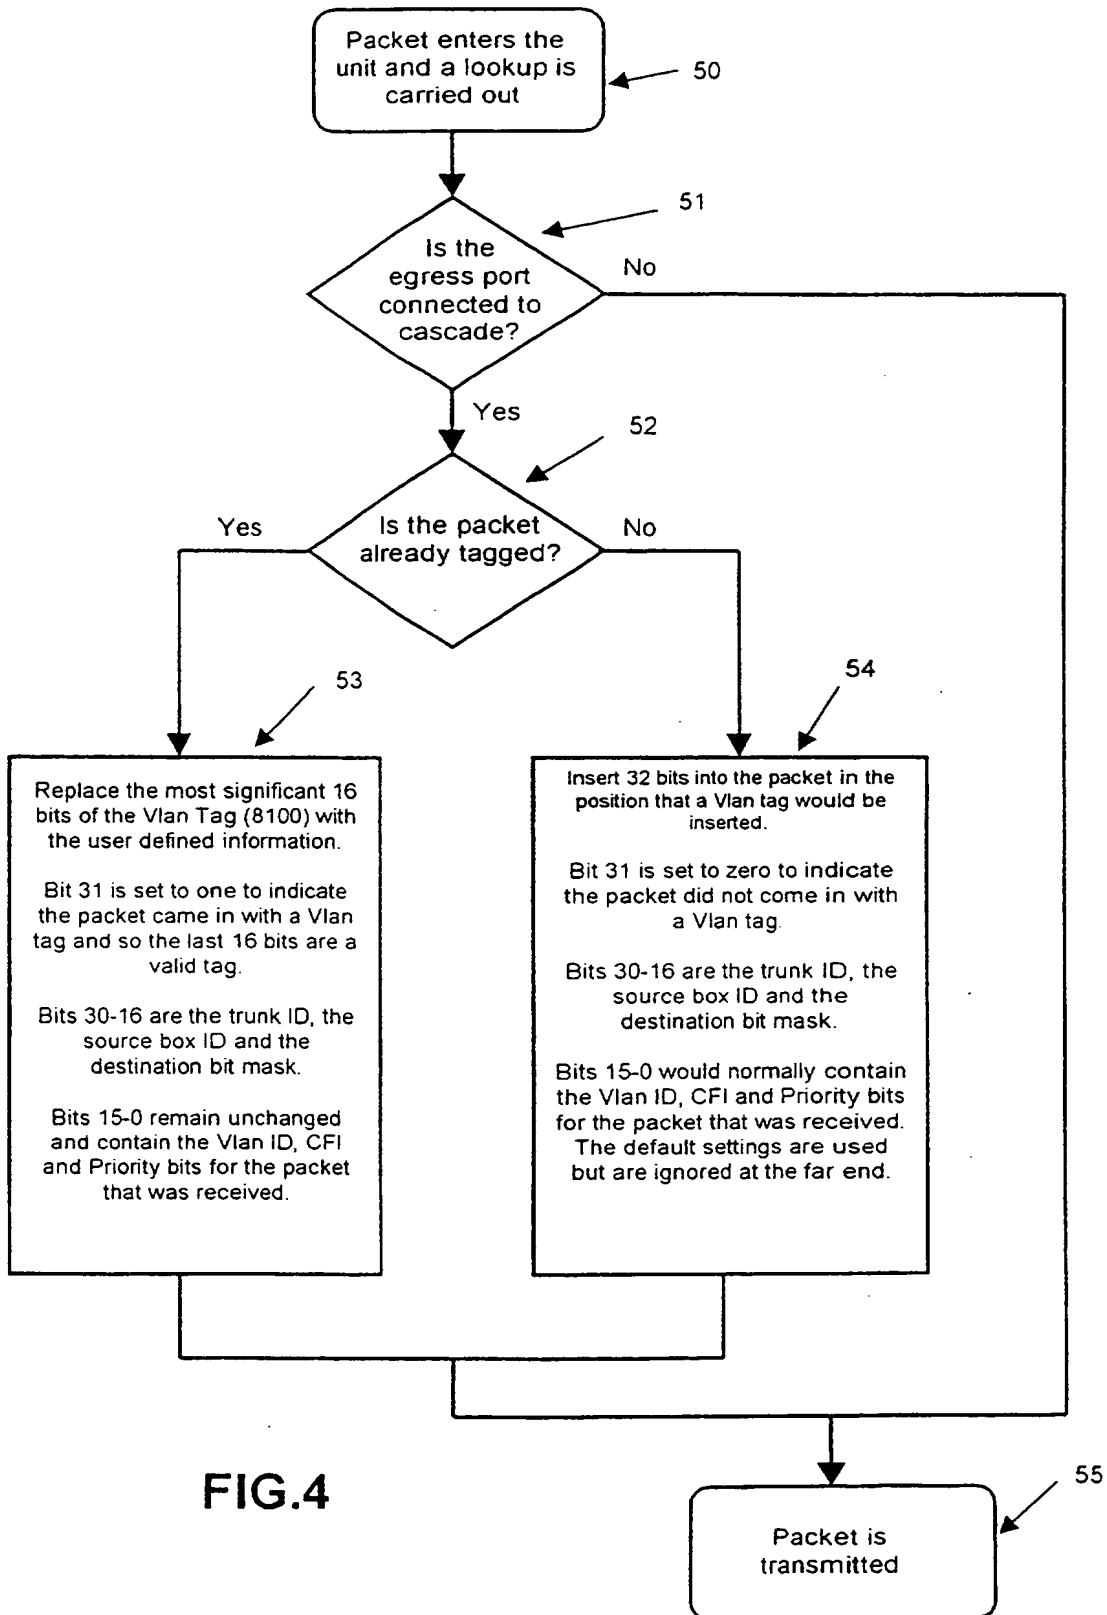 Packet enters the
unit and a lookup is
carried out
50
51
Is the
egress port
connected to
cascade?
No
Yes
52
Is the packet
already tagged?
Yes
No
53
54
Replace the most significant 16
bits of the Vlan Tag (8100) with
the user defined information.
Bit 31 is set to one to indicate
the packet came in with a Vlan
tag and so the last 16 bits are a
valid tag.
Bits 30-16 are the trunk ID, the
source box ID and the
destination bit mask.
Bits 15-0 remain unchanged
and contain the Vlan ID, CFI
and Priority bits for the packet
that was received.
Insert 32 bits into the packet in the
position that a Vlan tag would be
inserted.
Bit 31 is set to zero to indicate
the packet did not come in with
a Vlan tag.
Bits 30-16 are the trunk ID, the
source box ID and the
destination bit mask.
Bits 15-0 would normally contain
the Vlan ID, CFI and Priority bits
for the packet that was received.
The default settings are used
but are ignored at the far end.
FIG.4
55
Packet is
transmitted